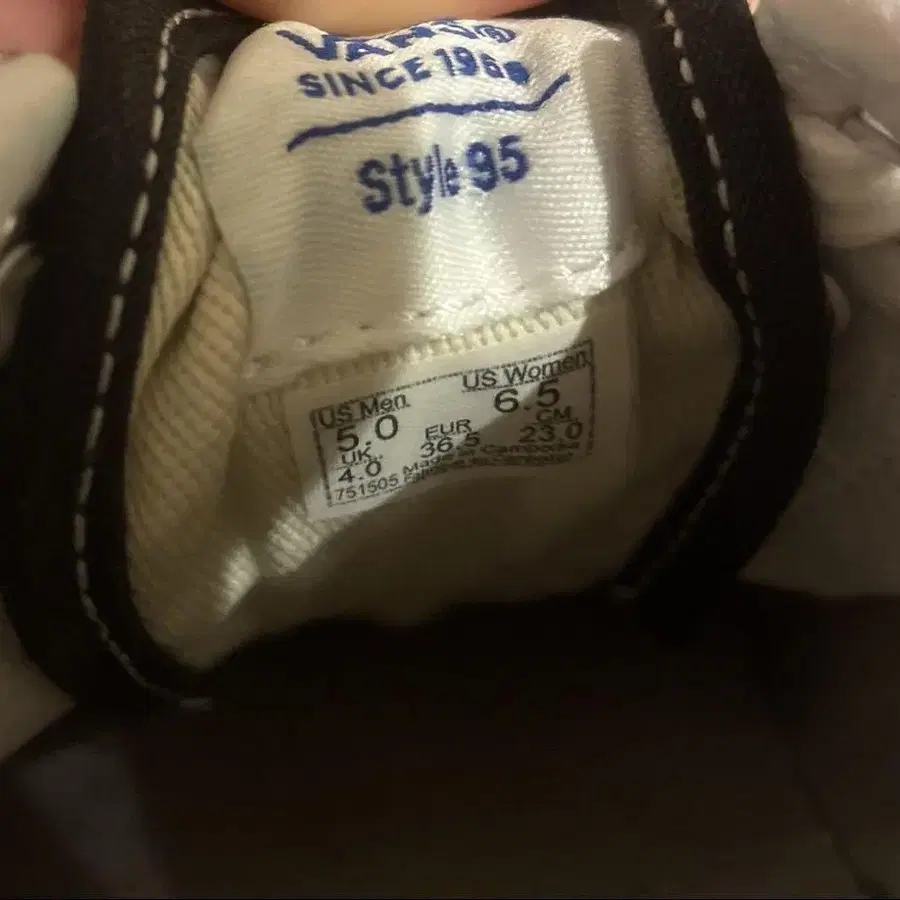 VANS®
SINCE 1966
Style 95
US Men US Women
5.0 6.5
UK EUR CM
4.0 36.5 23.0
Made in Cambodia
751505